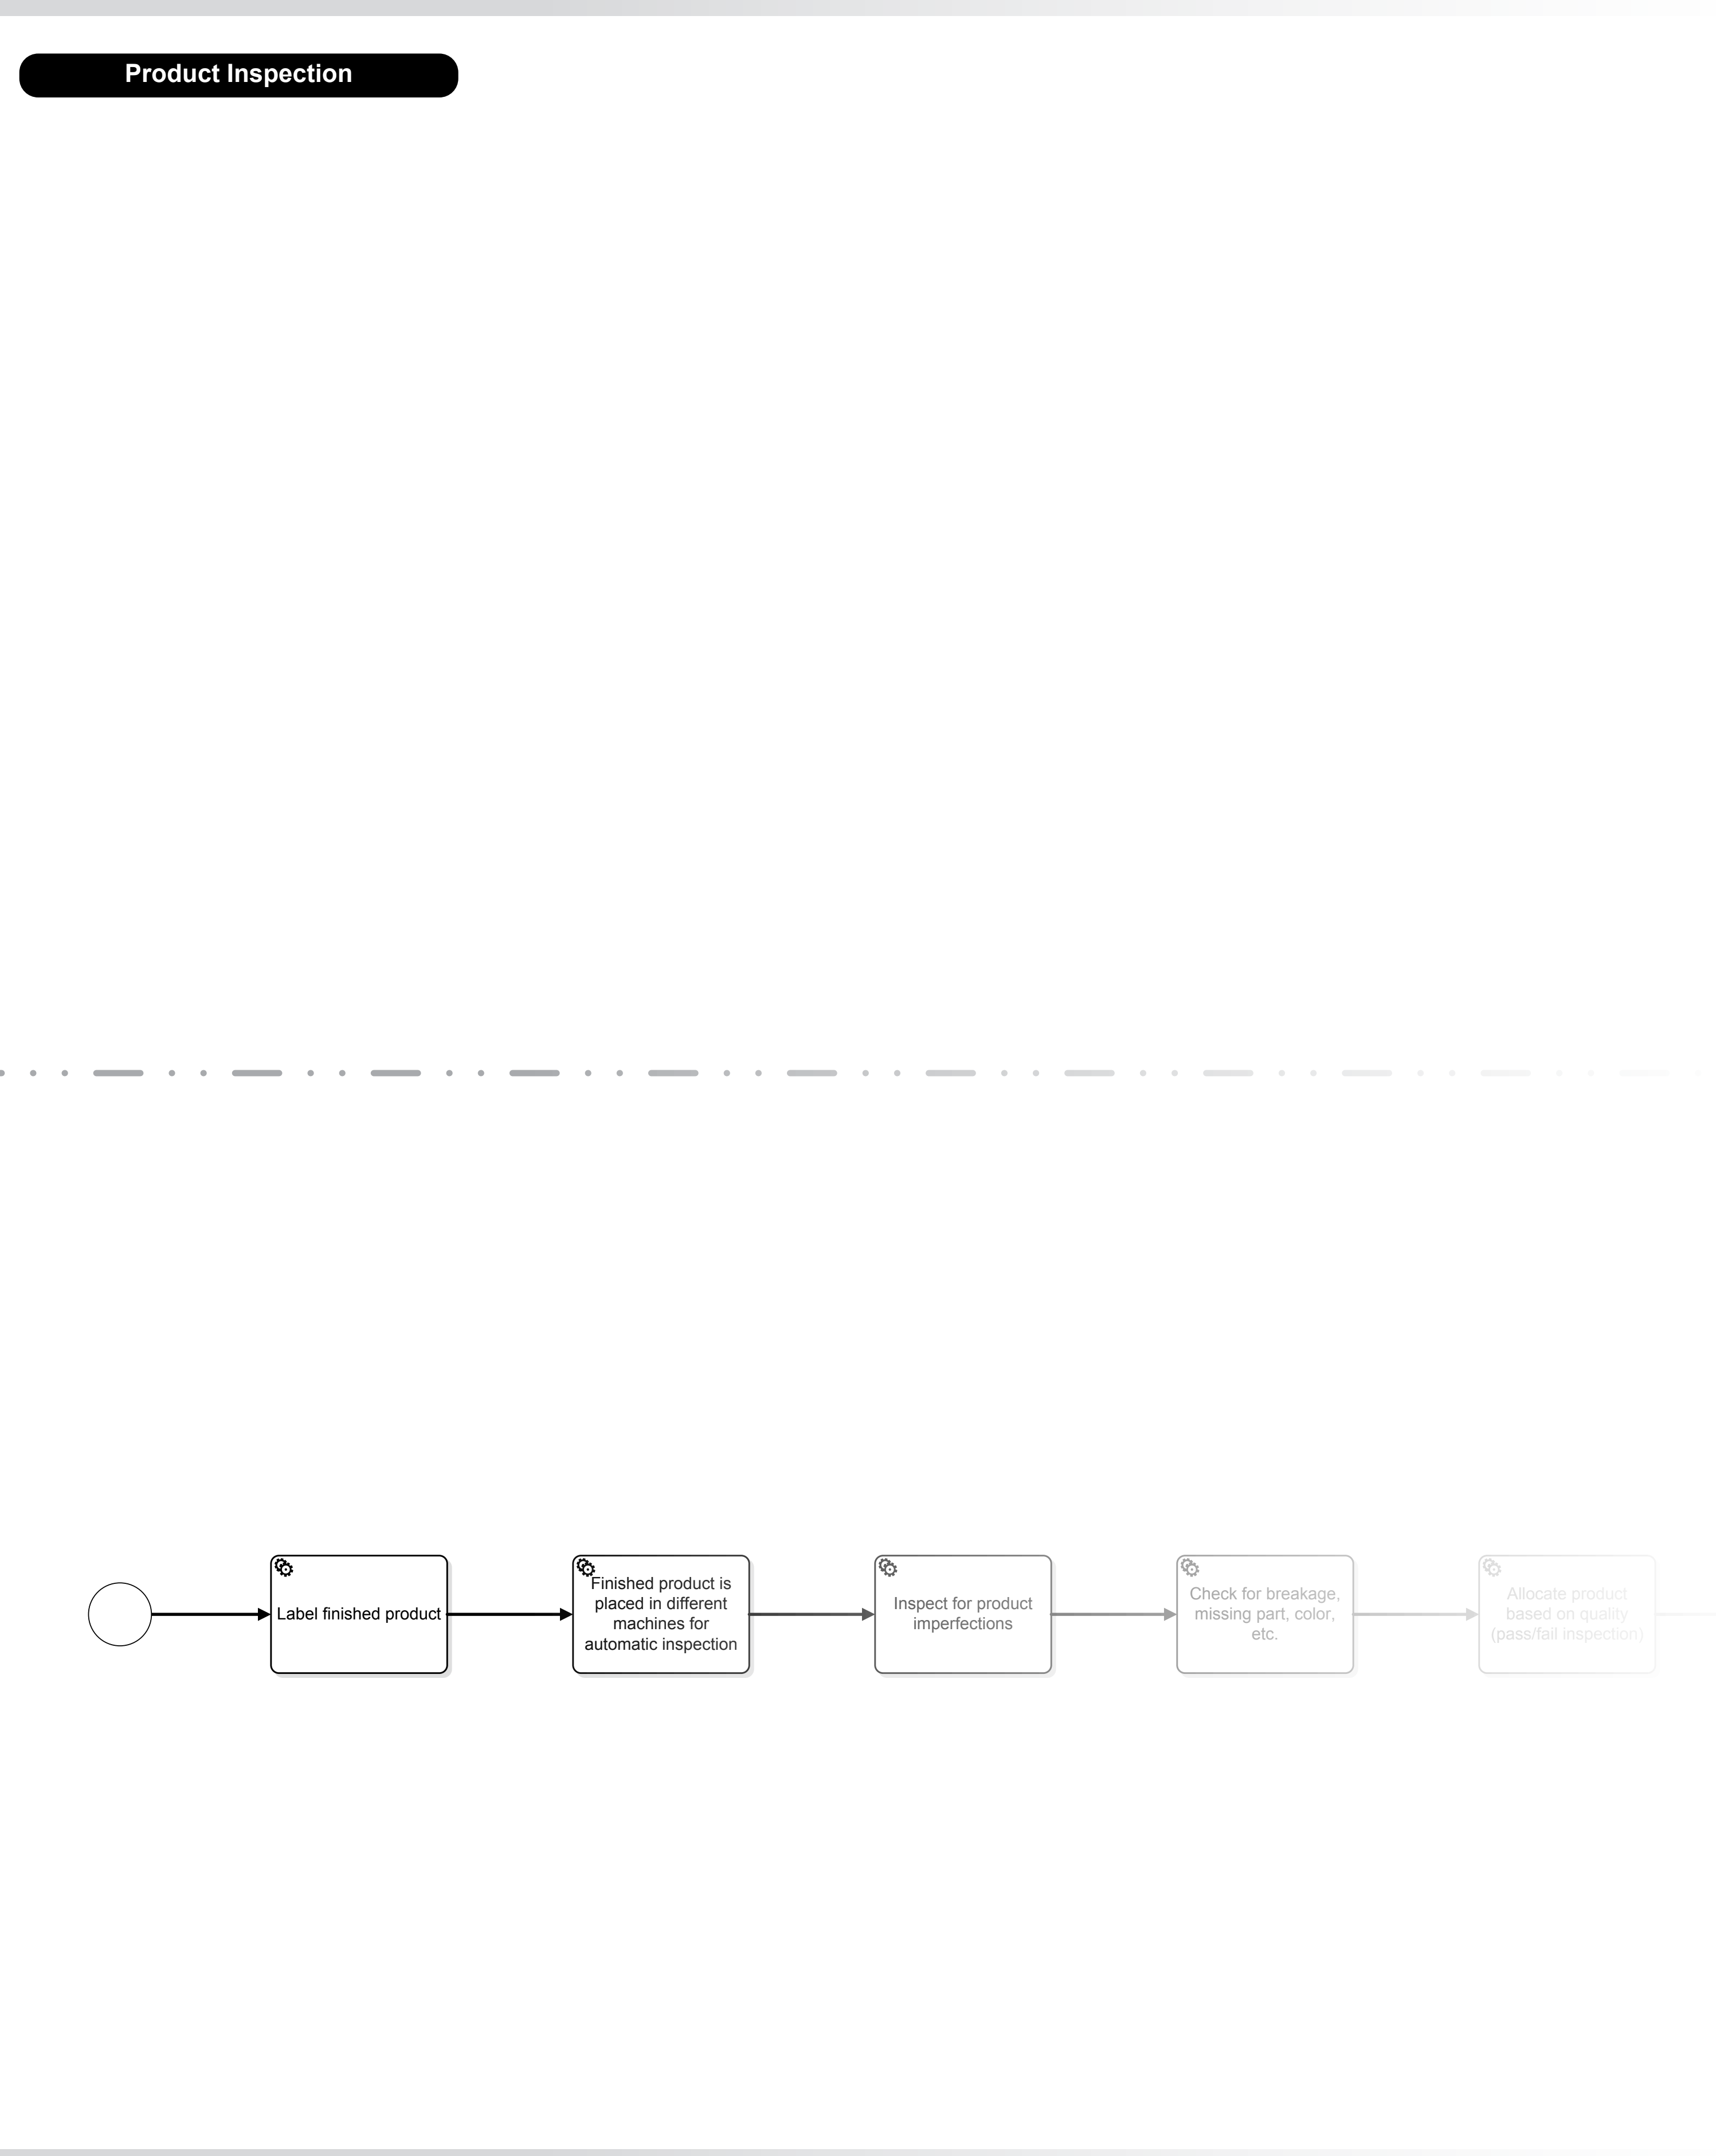 Product Inspection
Label finished product
Finished product is
placed in different
machines for
automatic inspection
Inspect for product
imperfections
Check for breakage,
missing part, color,
etc.
Allocate product
based on quality
(pass/fail inspection)